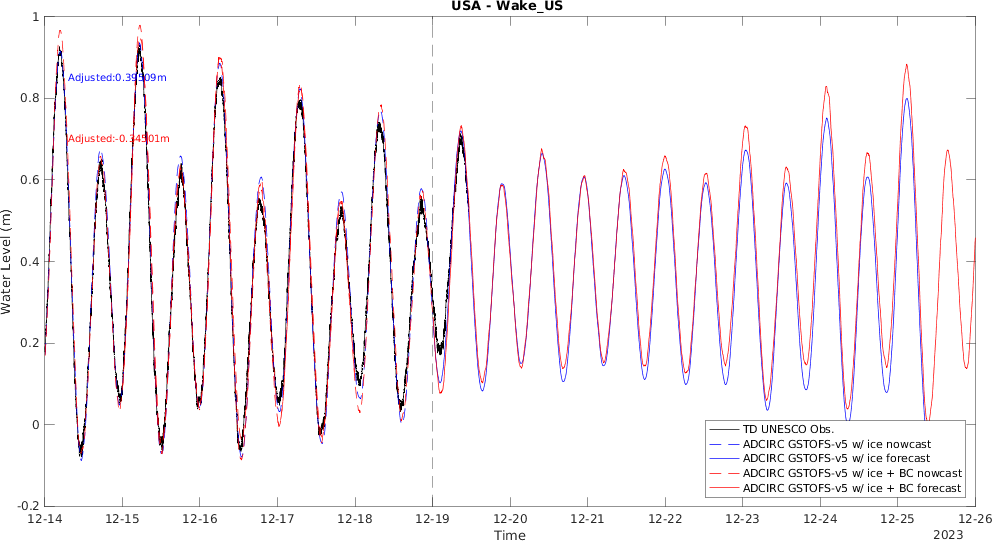 USA - Wake_US
1
0.8
0.6
0.4
0.2
0
-0.2
Water Level (m)
Adjusted:0.39509m
Adjusted:-0.34501m
TD UNESCO Obs.
ADCIRC GSTOFS-v5 w/ ice nowcast
ADCIRC GSTOFS-v5 w/ ice forecast
ADCIRC GSTOFS-v5 w/ ice + BC nowcast
ADCIRC GSTOFS-v5 w/ ice + BC forecast
12-14 12-15 12-16 12-17 12-18 12-19 12-20 12-21 12-22 12-23 12-24 12-25 12-26
Time
2023